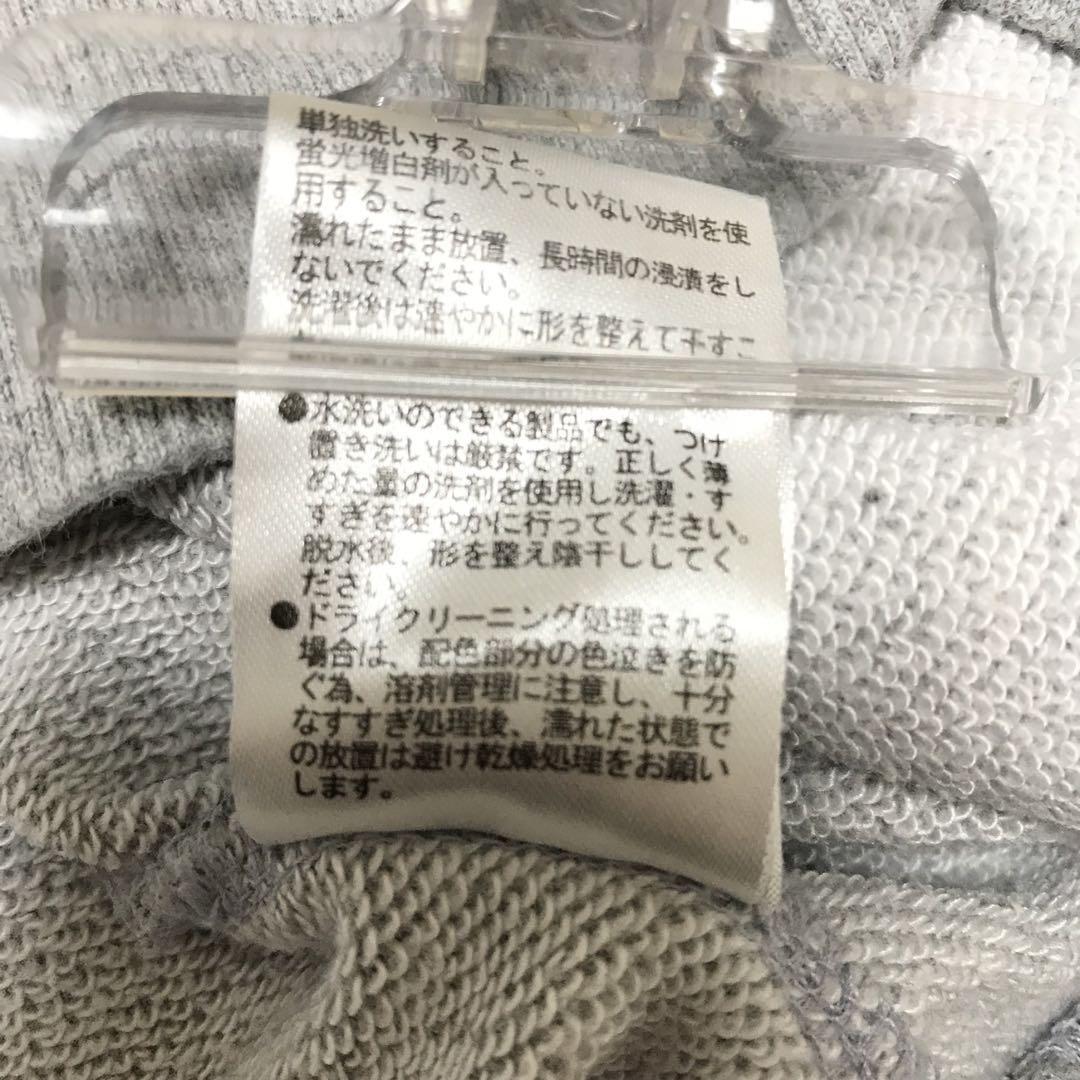 単独洗いすること。
蛍光増白剤が入っていない洗剤を使
用すること。
濡れたまま放置、長時間の浸漬をし
ないでください。
洗濯後は速やかに形を整えて干すこ
●水洗いのできる製品でも、つけ
置き洗いは厳禁です。正しく薄
めた量の洗剤を使用し洗濯・す
すぎを速やかに行ってください。
脱水後、形を整え陰干ししてく
ださい。
●ドライクリーニング処理される
場合は、配色部分の色泣きを防
ぐ為、溶剤管理に注意し、十分
なすすぎ処理後、濡れた状態で
の放置は避け乾燥処理をお願い
します。